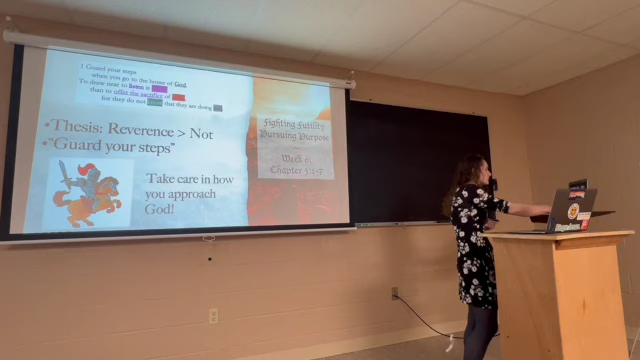 1 Guard your steps
when you go to the house of God.
To draw near to listen is
than to offer the sacrifice of
for they do not that they are doing
•Thesis: Reverence > Not
•"Guard your steps"
Take care in how
you approach
God!
Fighting Futility
Pursuing Purpose
Week 6,
Chapter 5:1-7